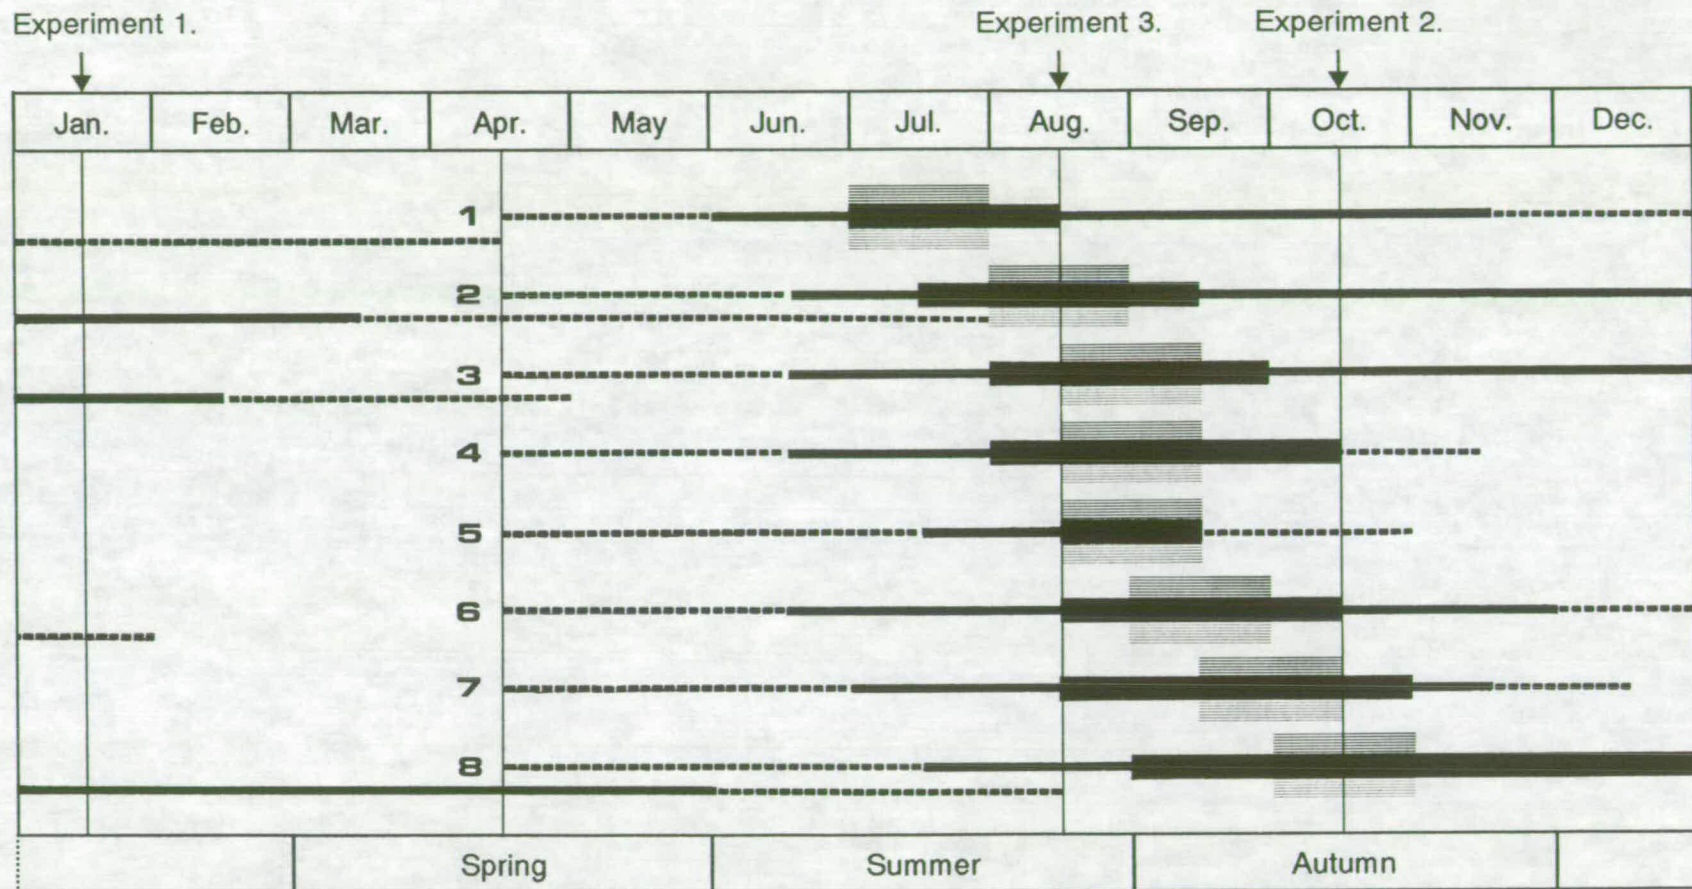 Experiment 1. Experiment 3. Experiment 2.
Jan. Feb. Mar. Apr. May Jun. Jul. Aug. Sep. Oct. Nov. Dec.
1
2
3
4
5
6
7
8
Spring Summer Autumn